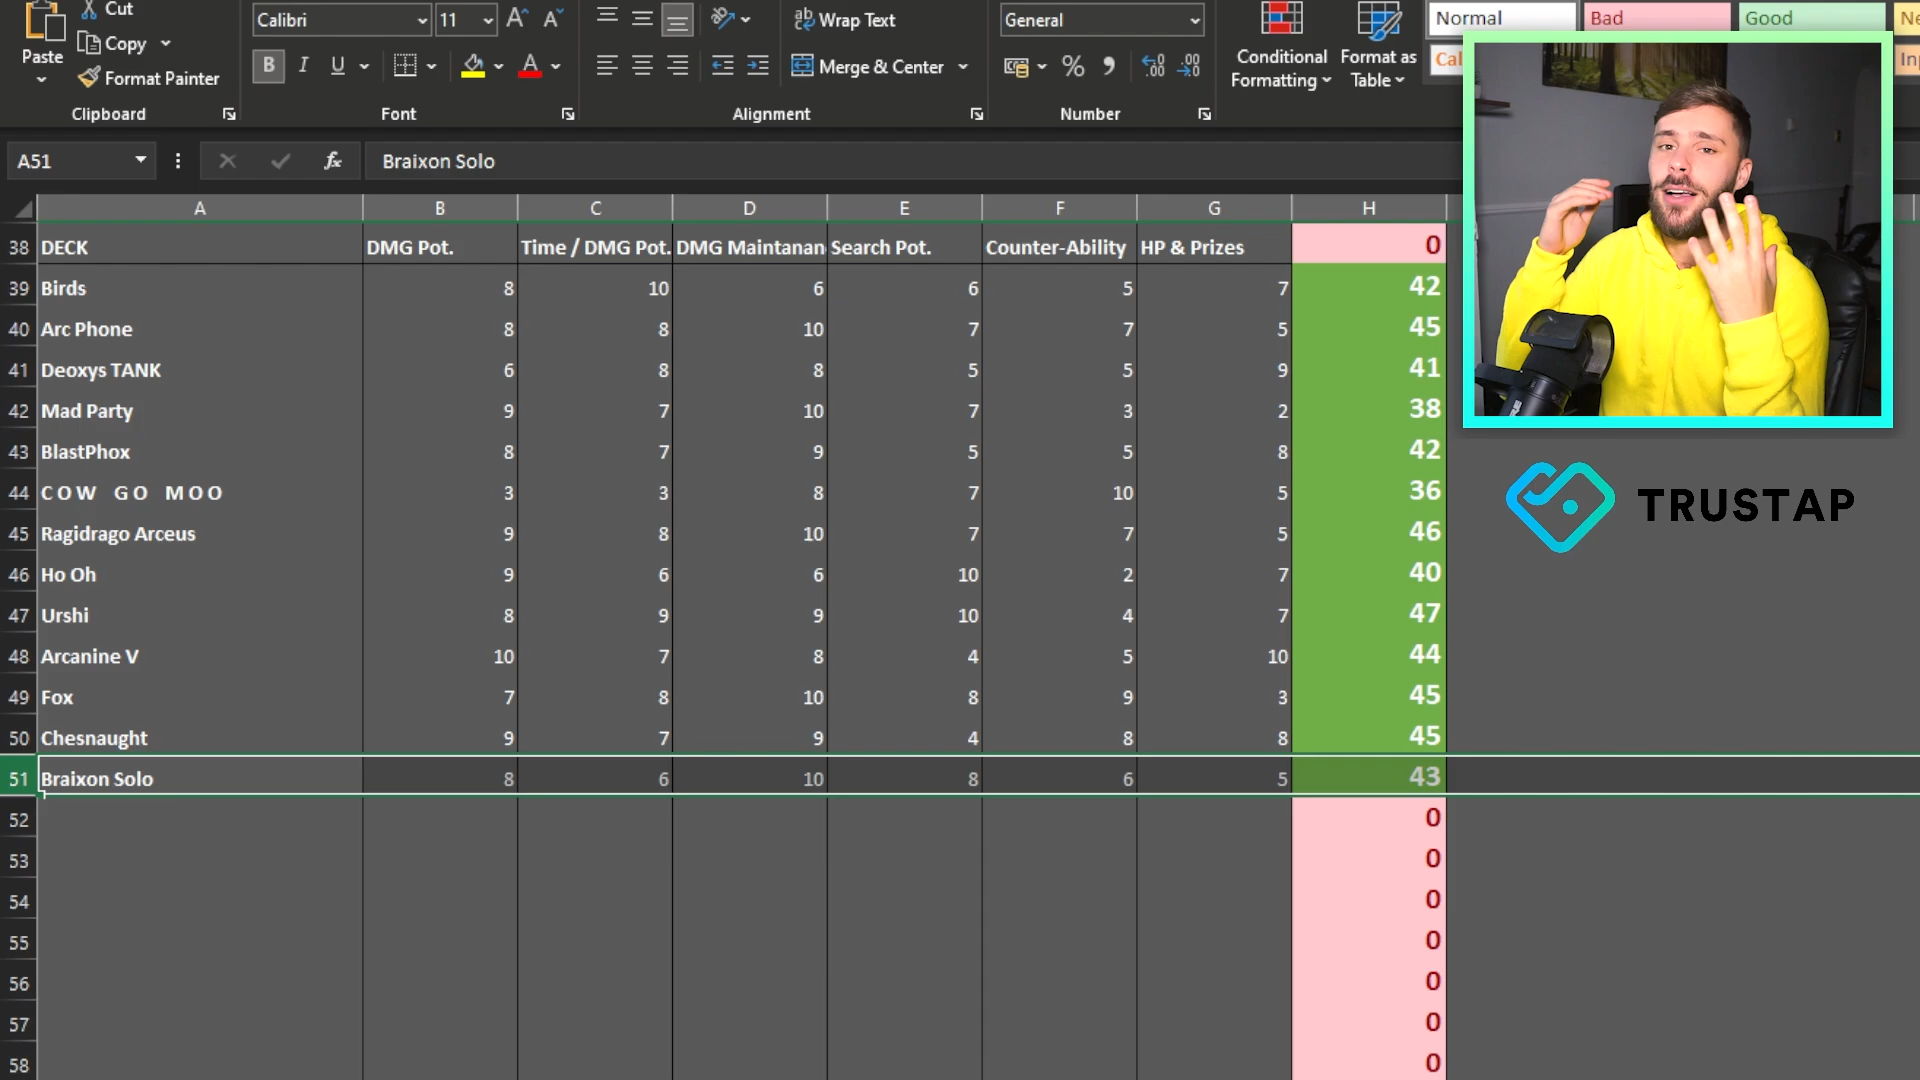 Cut
Copy
Format Painter
Paste
Clipboard
Calibri
11
B I U
Font
Wrap Text
Merge & Center
Alignment
General
Number
Conditional Formatting
Format as Table
Normal
Bad
Good
A51
fx
Braixon Solo
A B C D E F G H
38 DECK DMG Pot. Time / DMG Pot. DMG Maintanan Search Pot. Counter-Ability HP & Prizes 0
39 Birds 8 10 6 6 5 7 42
40 Arc Phone 8 8 10 7 7 5 45
41 Deoxys TANK 6 8 8 5 5 9 41
42 Mad Party 9 7 10 7 3 2 38
43 BlastPhox 8 7 9 5 5 8 42
44 C O W G O M O O 3 3 8 7 10 5 36
45 Ragidrago Arceus 9 8 10 7 7 5 46
46 Ho Oh 9 6 6 10 2 7 40
47 Urshi 8 9 9 10 4 7 47
48 Arcanine V 10 7 8 4 5 10 44
49 Fox 7 8 10 8 9 3 45
50 Chesnaught 9 7 9 4 8 8 45
51 Braixon Solo 8 6 10 8 6 5 43
52 0
53 0
54 0
55 0
56 0
57 0
58 0
TRUSTAP